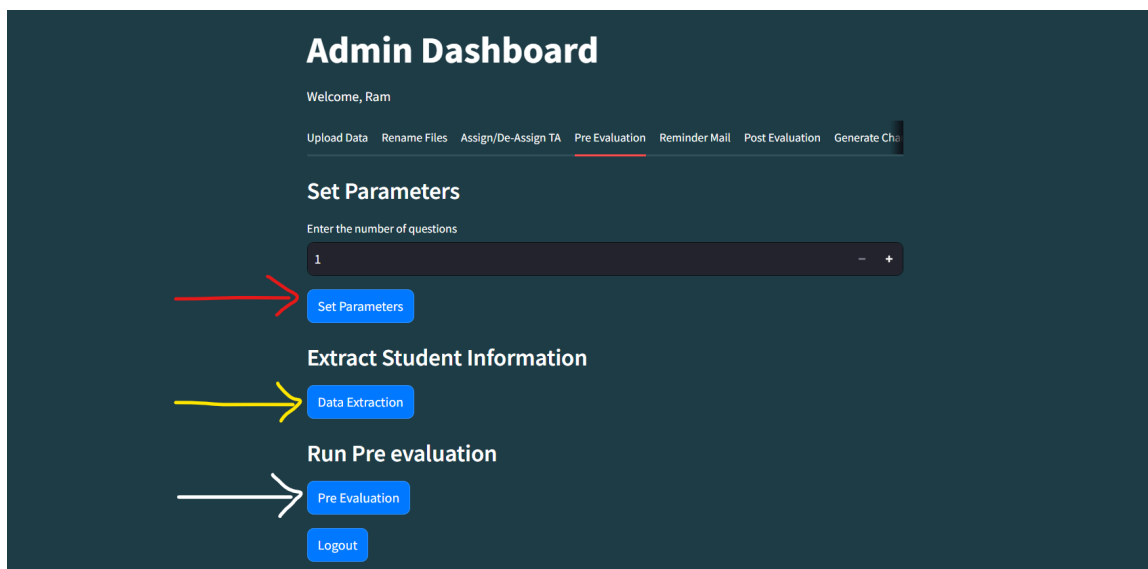 Admin Dashboard
Welcome, Ram
Upload Data Rename Files Assign/De-Assign TA Pre Evaluation Reminder Mail Post Evaluation Generate Cha
Set Parameters
Enter the number of questions
1 − +
Set Parameters
Extract Student Information
Data Extraction
Run Pre evaluation
Pre Evaluation
Logout